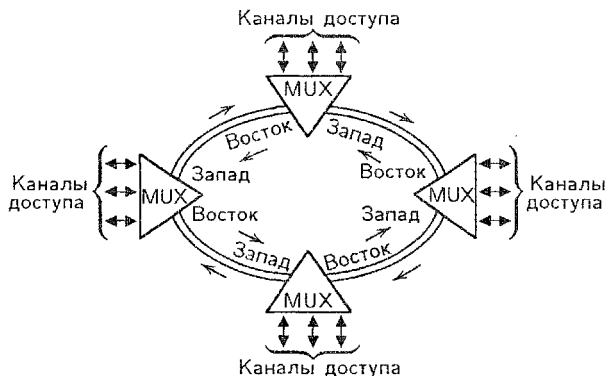 Каналы доступа
MUX
Восток Запад
Каналы доступа
MUX
Запад
Восток
Восток
Запад
MUX
Каналы доступа
Запад Восток
MUX
Каналы доступа